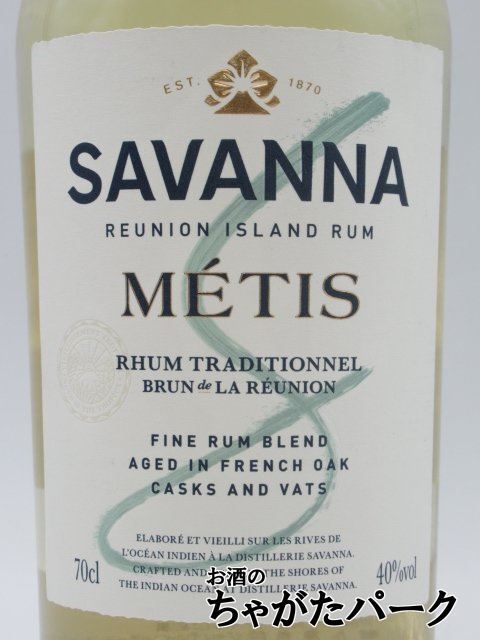 EST. 1870
SAVANNA
REUNION ISLAND RUM
MÉTIS
RHUM TRADITIONNEL
BRUN de LA RÉUNION
FINE RUM BLEND
AGED IN FRENCH OAK
CASKS AND VATS
ELABORÉ ET VIEILLI SUR LES RIVES DE
L'OCÉAN INDIEN À LA DISTILLERIE SAVANNA.
CRAFTED AND THE SHORES OF
THE INDIAN OCEAN AT DISTILLERIE SAVANNA.
70cl
40%vol
お酒の
ちゃがたパーク